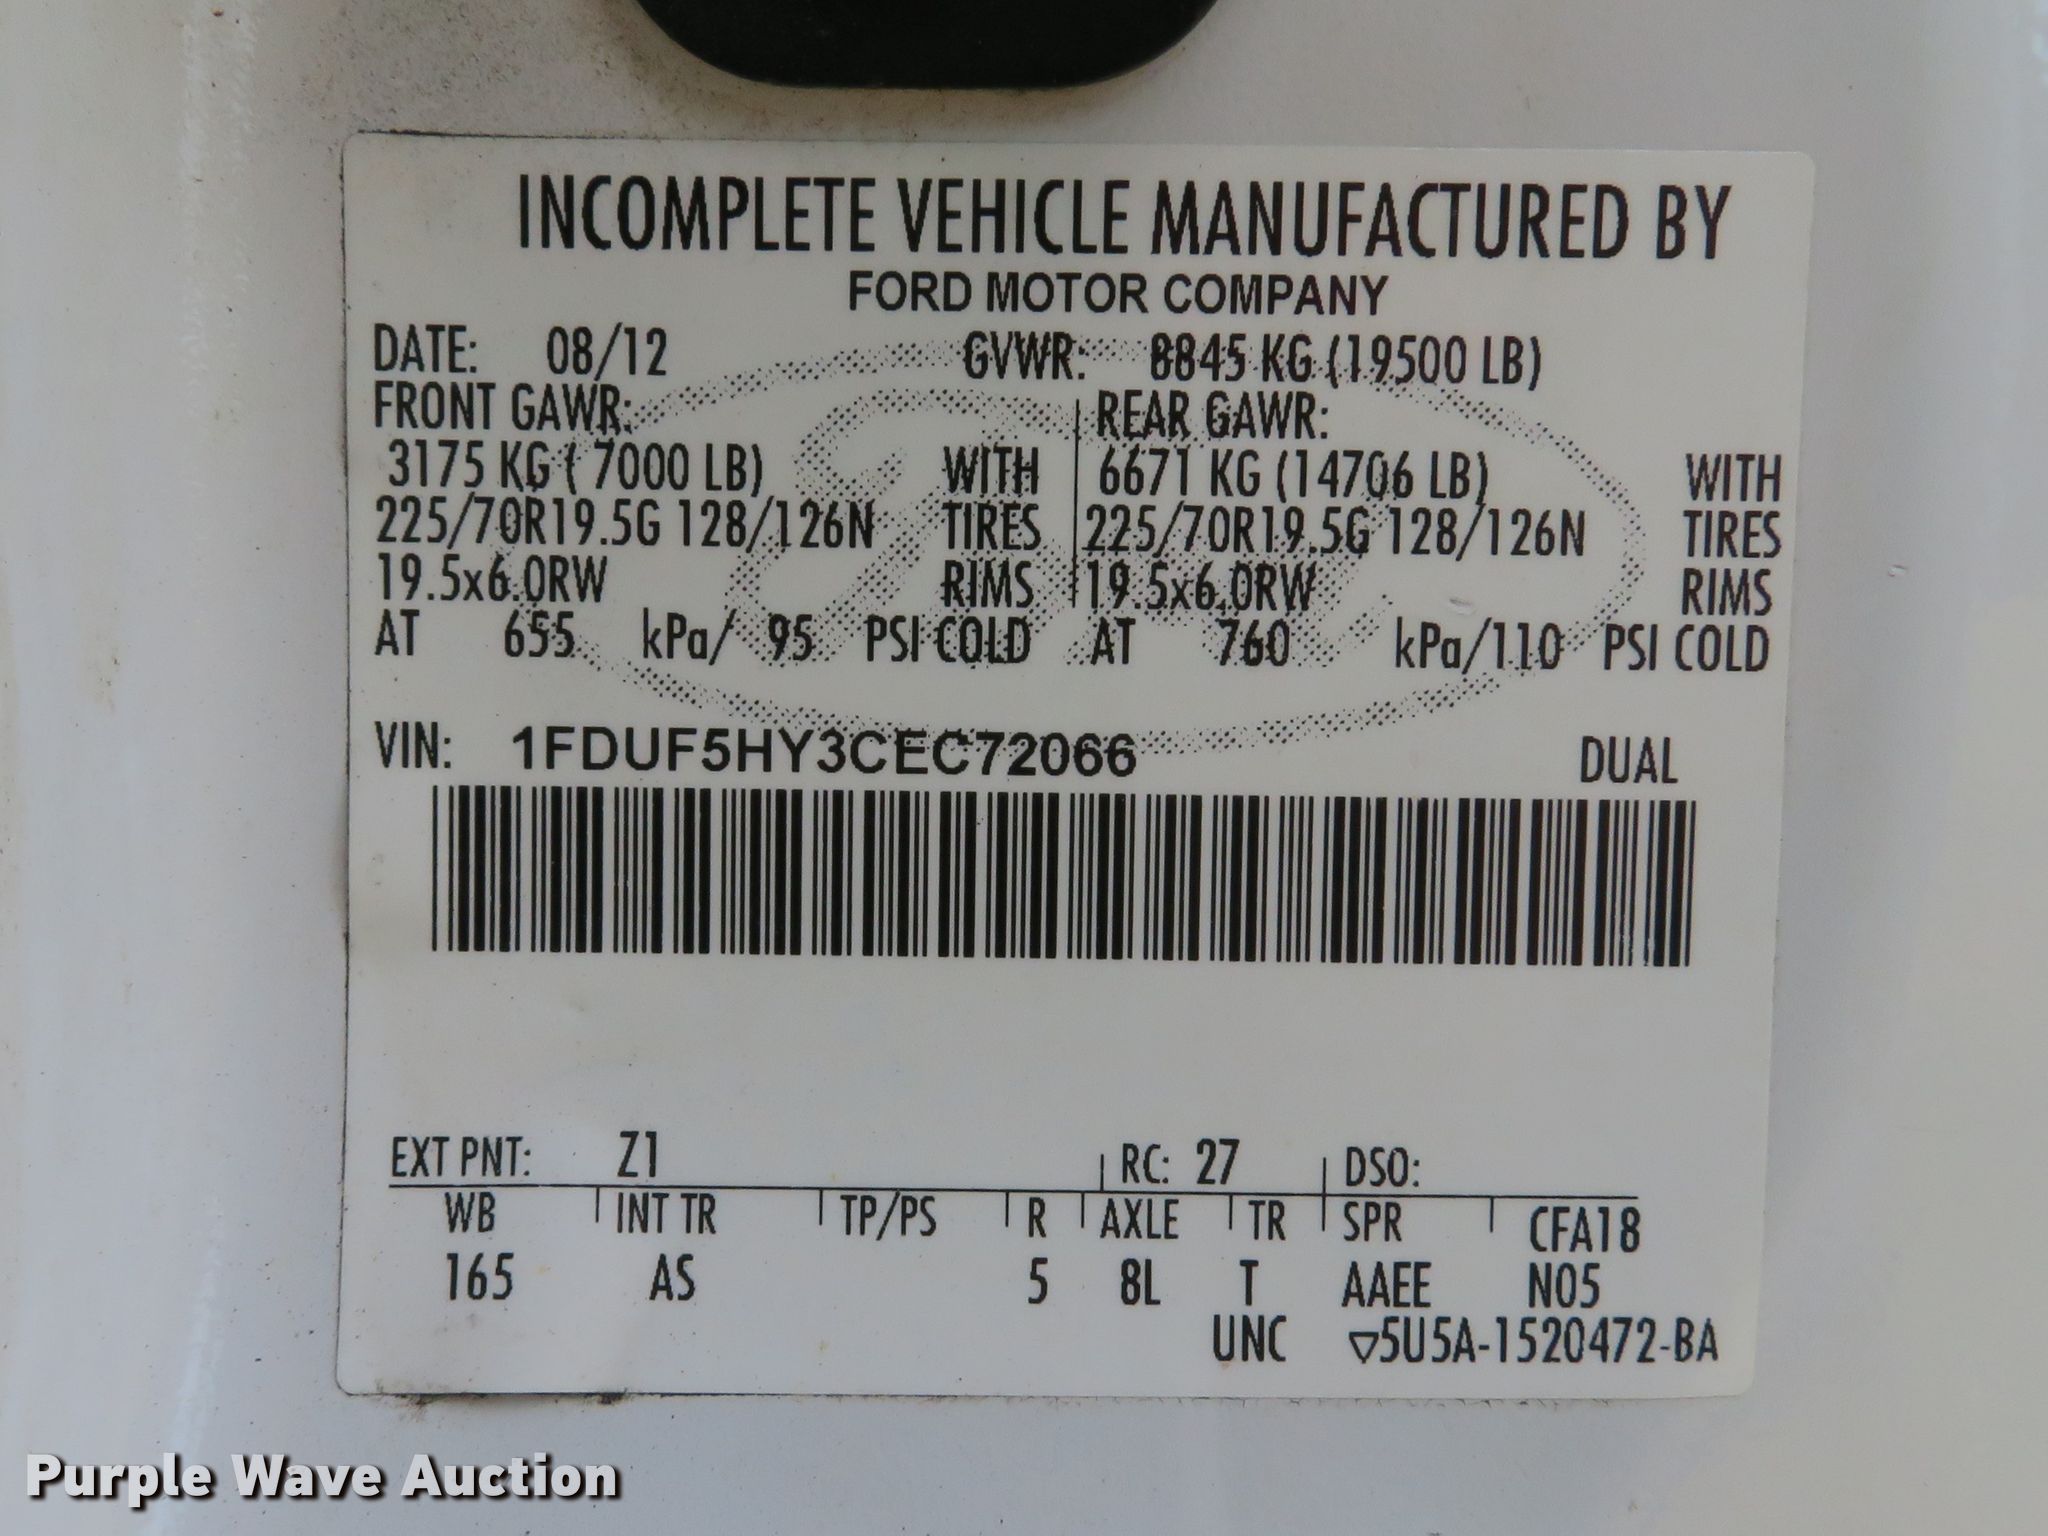 INCOMPLETE VEHICLE MANUFACTURED BY
FORD MOTOR COMPANY
DATE: 08/12 GVWR: 8845 KG (19500 LB)
FRONT GAWR: REAR GAWR:
3175 KG ( 7000 LB) WITH 6671 KG (14706 LB) WITH
225/70R19.5G 128/126N TIRES 225/70R19.5G 128/126N TIRES
19.5x6.0RW RIMS 19.5x6.0RW RIMS
AT 655 kPa/ 95 PSI COLD AT 760 kPa/110 PSI COLD
VIN: 1FDUF5HY3CEC72066 DUAL
EXT PNT: Z1 RC: 27 DSO:
WB INT TR TP/PS R AXLE TR SPR CFA18
165 AS 5 8L T AAEE N05
UNC ▽5U5A-1520472-BA
Purple Wave Auction